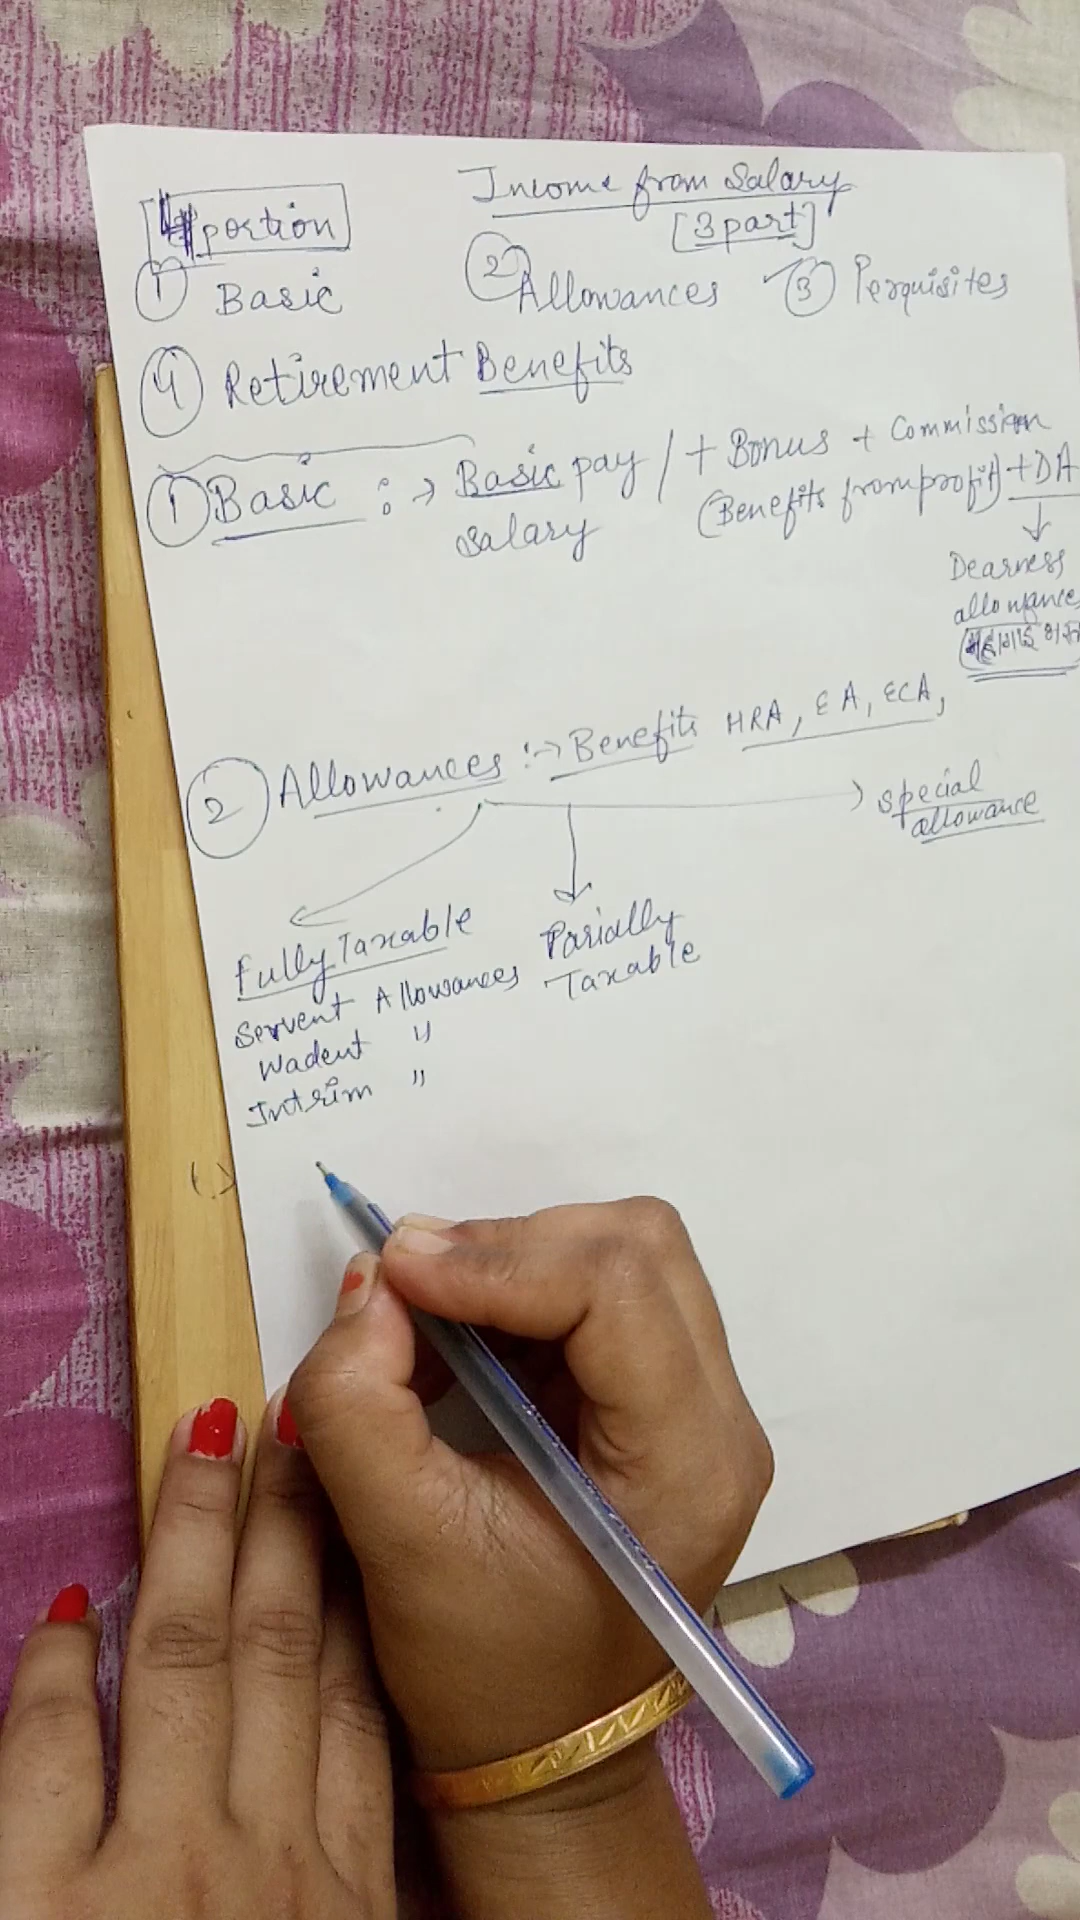 Income from Salary
4 portion
[3 part]
① Basic ② Allowances ③ Perquisites
④ Retirement Benefits
① Basic :→ Basic pay / + Bonus + Commission
salary (Benefits from profit) + DA
Dearness
allowance
② Allowances :→ Benefits HRA, EA, ECA,
special
allowance
Fully Taxable Parially
Taxable
Servent Allowances
Wadent "
Intrim "